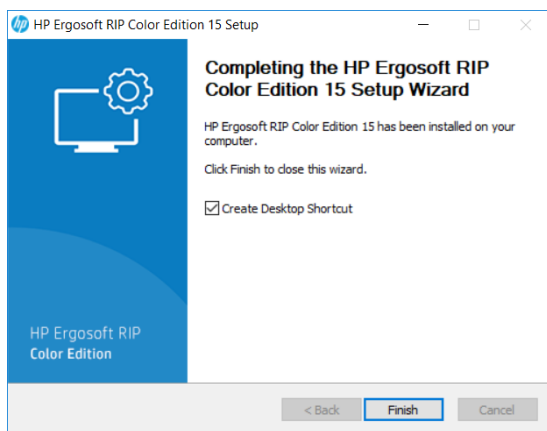 hp HP Ergosoft RIP Color Edition 15 Setup
Completing the HP Ergosoft RIP
Color Edition 15 Setup Wizard
HP Ergosoft RIP Color Edition 15 has been installed on your
computer.
Click Finish to close this wizard.
Create Desktop Shortcut
HP Ergosoft RIP
Color Edition
< Back Finish Cancel